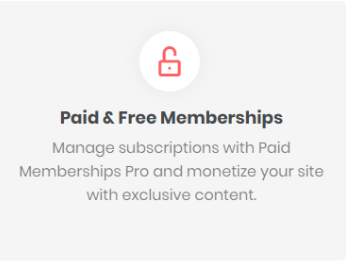 Paid & Free Memberships
Manage subscriptions with Paid
Memberships Pro and monetize your site
with exclusive content.